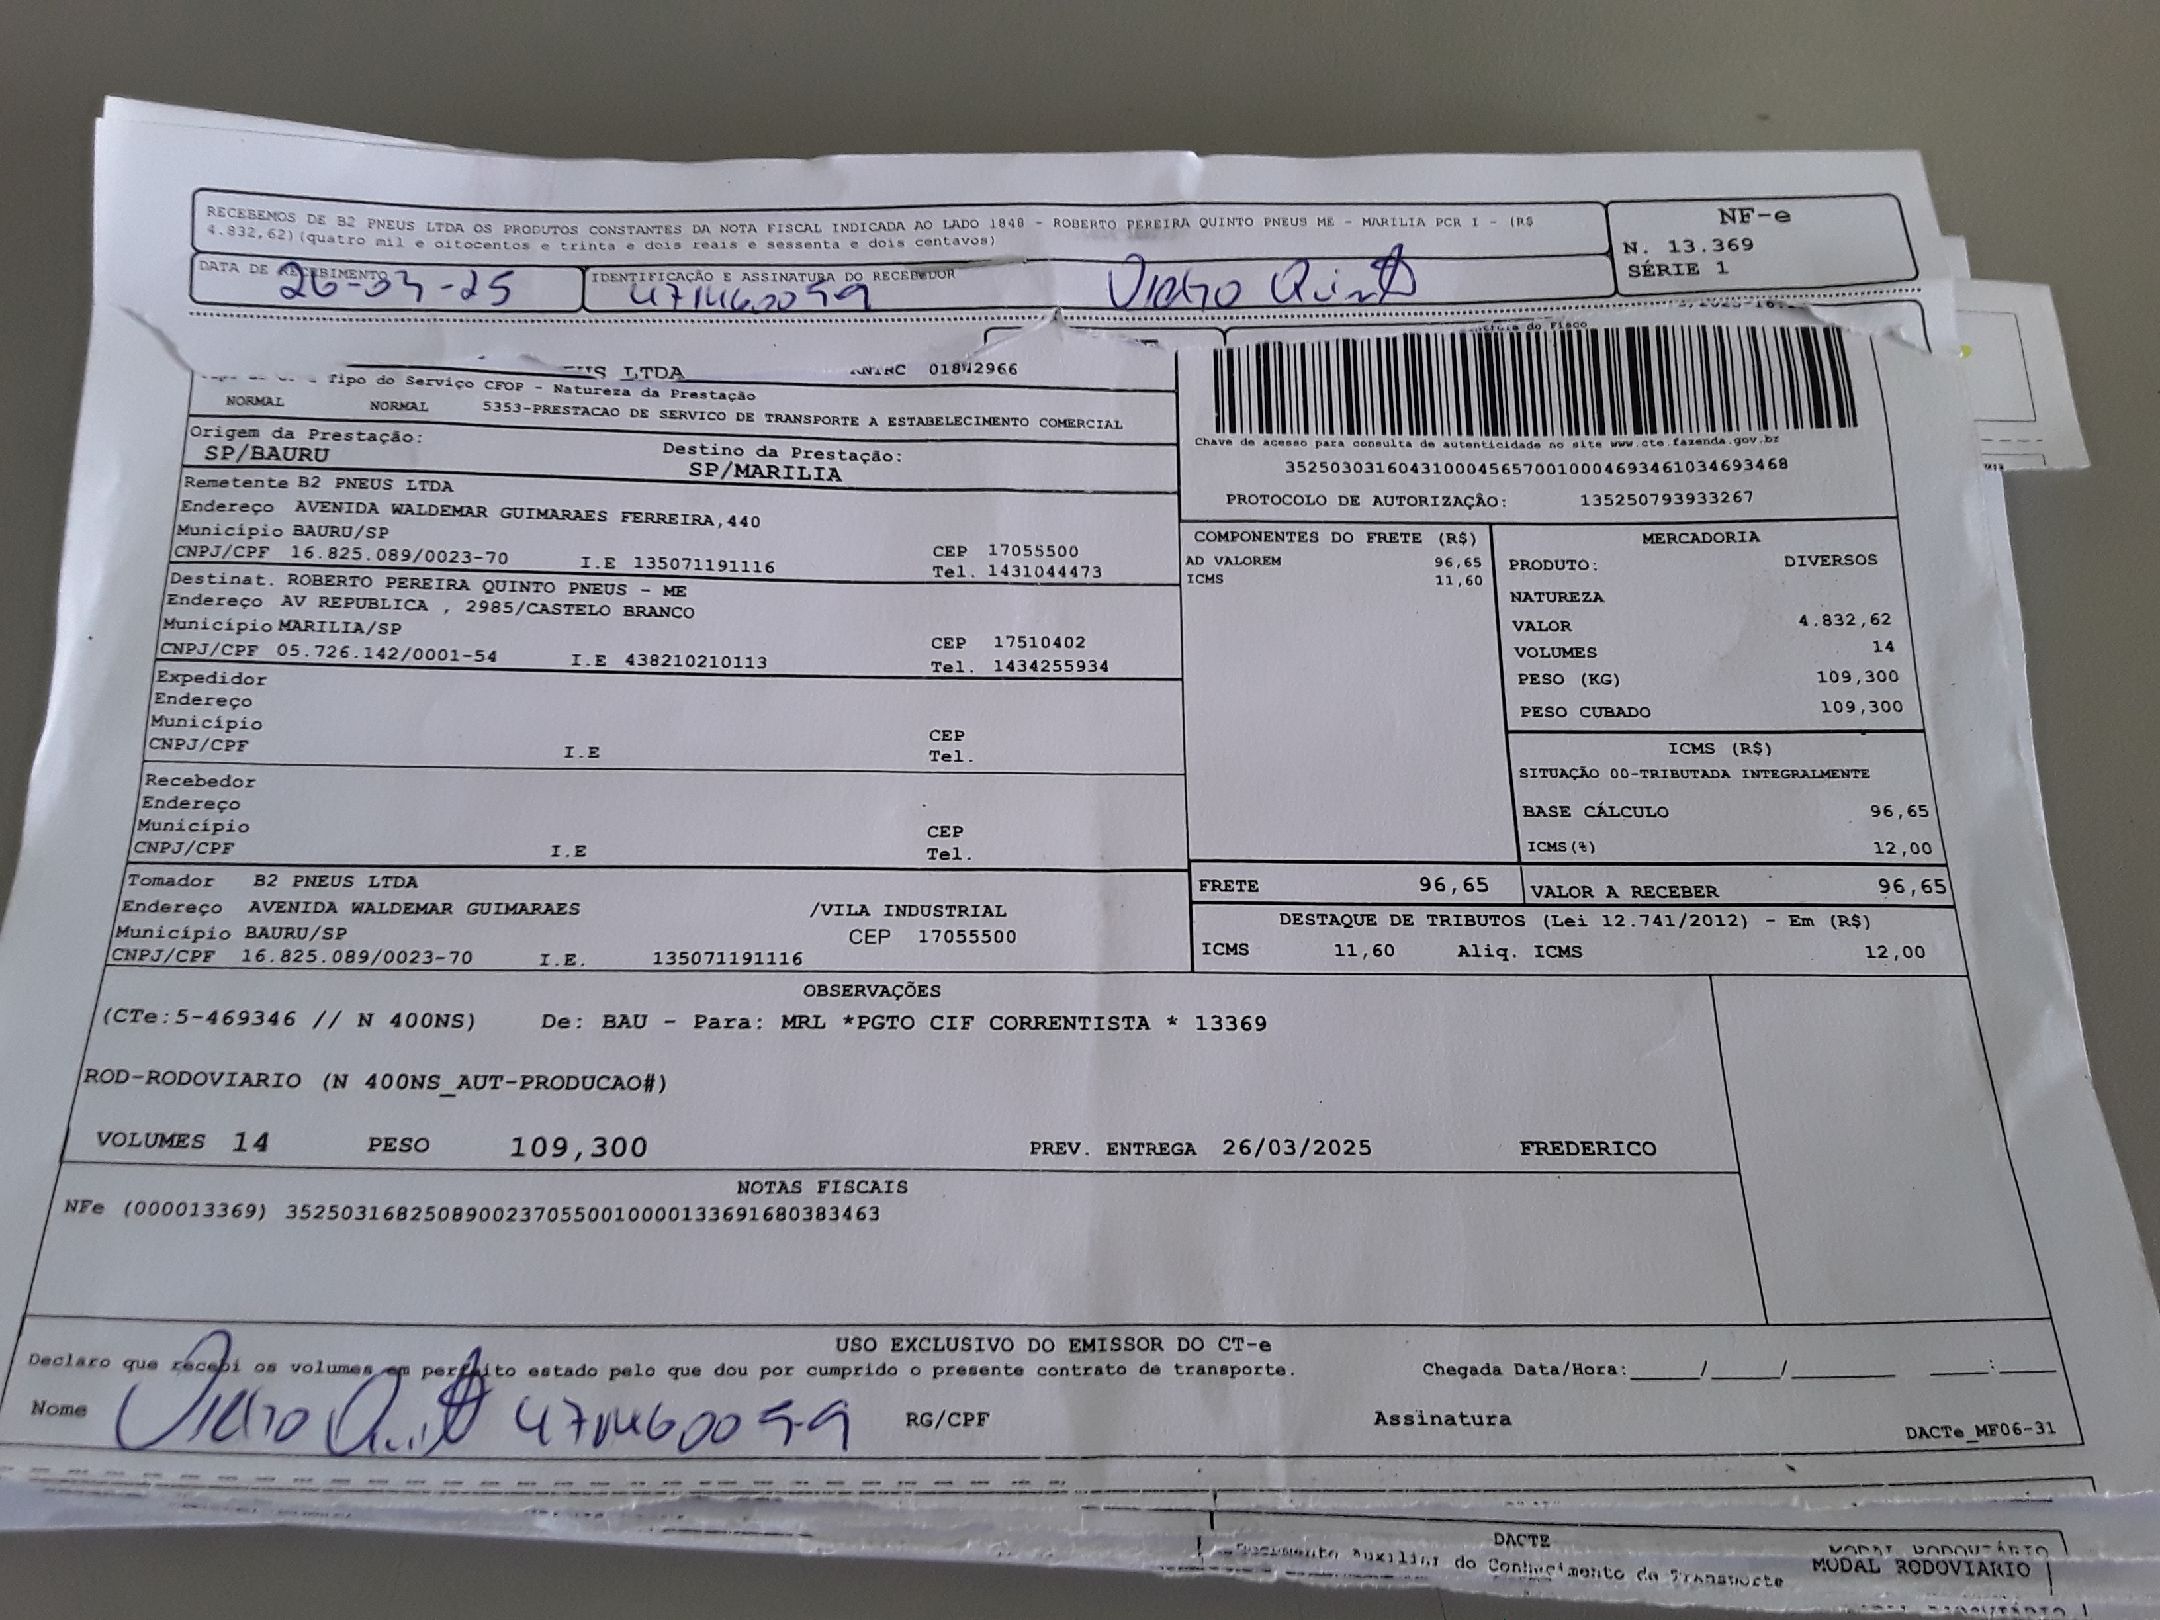 RECEBEMOS DE B2 PNEUS LTDA OS PRODUTOS CONSTANTES DA NOTA FISCAL INDICADA AO LADO 1848 - ROBERTO PEREIRA QUINTO PNEUS ME - MARILIA PCR I - (R$
4.832,62)(quatro mil e oitocentos e trinta e dois reais e sessenta e dois centavos)
NF-e
N. 13.369
SÉRIE 1
DATA DE RECEBIMENTO
IDENTIFICAÇÃO E ASSINATURA DO RECEBEDOR
LTDA 01842966
Tipo do Serviço CFOP - Natureza da Prestação
NORMAL NORMAL 5353-PRESTACAO DE SERVICO DE TRANSPORTE A ESTABELECIMENTO COMERCIAL
Origem da Prestação: Destino da Prestação:
SP/BAURU SP/MARILIA
Remetente B2 PNEUS LTDA
Endereço AVENIDA WALDEMAR GUIMARAES FERREIRA,440
Município BAURU/SP CEP 17055500
CNPJ/CPF 16.825.089/0023-70 I.E 135071191116 Tel. 1431044473
Destinat. ROBERTO PEREIRA QUINTO PNEUS - ME
Endereço AV REPUBLICA , 2985/CASTELO BRANCO
Município MARILIA/SP CEP 17510402
CNPJ/CPF 05.726.142/0001-54 I.E 438210210113 Tel. 1434255934
Expedidor
Endereço
Município CEP
CNPJ/CPF I.E Tel.
Recebedor
Endereço
Município CEP
CNPJ/CPF I.E Tel.
Tomador B2 PNEUS LTDA
Endereço AVENIDA WALDEMAR GUIMARAES /VILA INDUSTRIAL
Município BAURU/SP CEP 17055500
CNPJ/CPF 16.825.089/0023-70 I.E. 135071191116
do Fisco
Chave de acesso para consulta de autenticidade no site www.cte.fazenda.gov.br
35250303160431000456570010004693461034693468
PROTOCOLO DE AUTORIZAÇÃO: 135250793933267
COMPONENTES DO FRETE (R$)
AD VALOREM 96,65
ICMS 11,60
MERCADORIA
PRODUTO: DIVERSOS
NATUREZA
VALOR 4.832,62
VOLUMES 14
PESO (KG) 109,300
PESO CUBADO 109,300
ICMS (R$)
SITUAÇÃO 00-TRIBUTADA INTEGRALMENTE
BASE CÁLCULO 96,65
ICMS(%) 12,00
FRETE 96,65 VALOR A RECEBER 96,65
DESTAQUE DE TRIBUTOS (Lei 12.741/2012) - Em (R$)
ICMS 11,60 Aliq. ICMS 12,00
OBSERVAÇÕES
(CTe:5-469346 // N 400NS) De: BAU - Para: MRL *PGTO CIF CORRENTISTA * 13369
ROD-RODOVIARIO (N 400NS_AUT-PRODUCAO#)
VOLUMES 14 PESO 109,300 PREV. ENTREGA 26/03/2025 FREDERICO
NOTAS FISCAIS
NFe (000013369) 35250316825089002370550010000133691680383463
USO EXCLUSIVO DO EMISSOR DO CT-e
Declaro que recebi os volumes em perfeito estado pelo que dou por cumprido o presente contrato de transporte. Chegada Data/Hora:_____/_____/________ ____:____
Nome RG/CPF Assinatura
DACTe_MF06-31
DACTE
Documento Auxiliar do Conhecimento de Transporte
MODAL RODOVIARIO